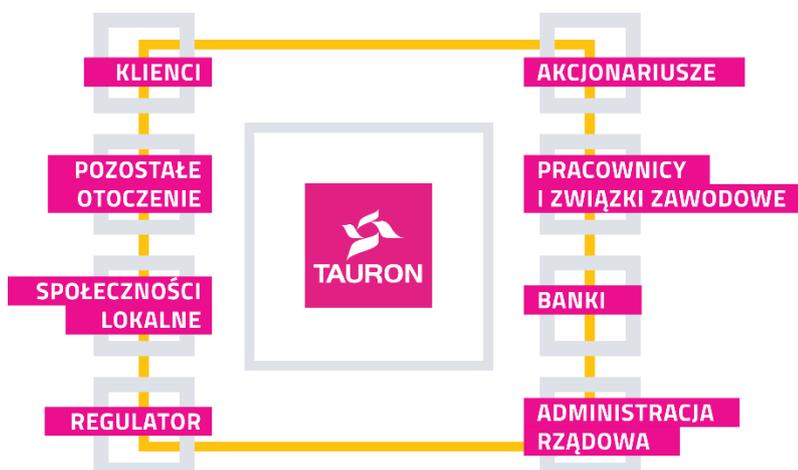 KLIENCI
POZOSTAŁE
OTOCZENIE
SPOŁECZNOŚCI
LOKALNE
REGULATOR
TAURON
AKCJONARIUSZE
PRACOWNICY
I ZWIĄZKI ZAWODOWE
BANKI
ADMINISTRACJA
RZĄDOWA